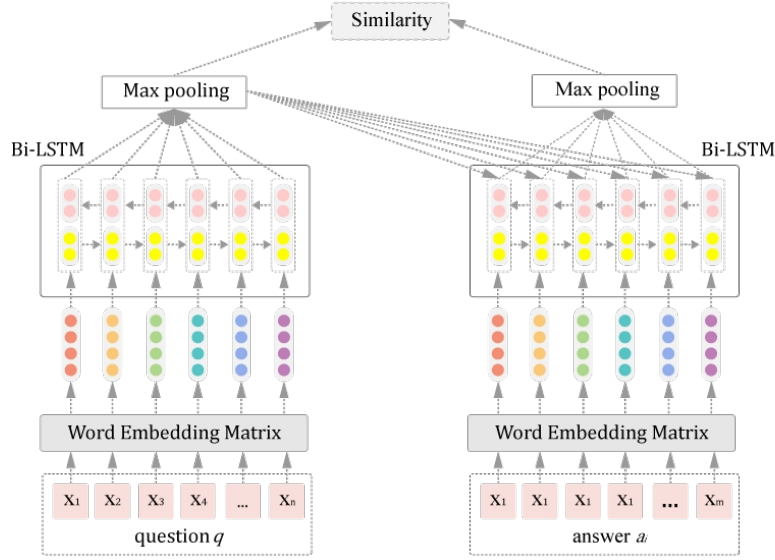 Similarity
Max pooling
Max pooling
Bi-LSTM
Bi-LSTM
Word Embedding Matrix
Word Embedding Matrix
X1 X2 X3 X4 ... Xn
X1 X1 X1 X1 ... Xm
question q
answer a